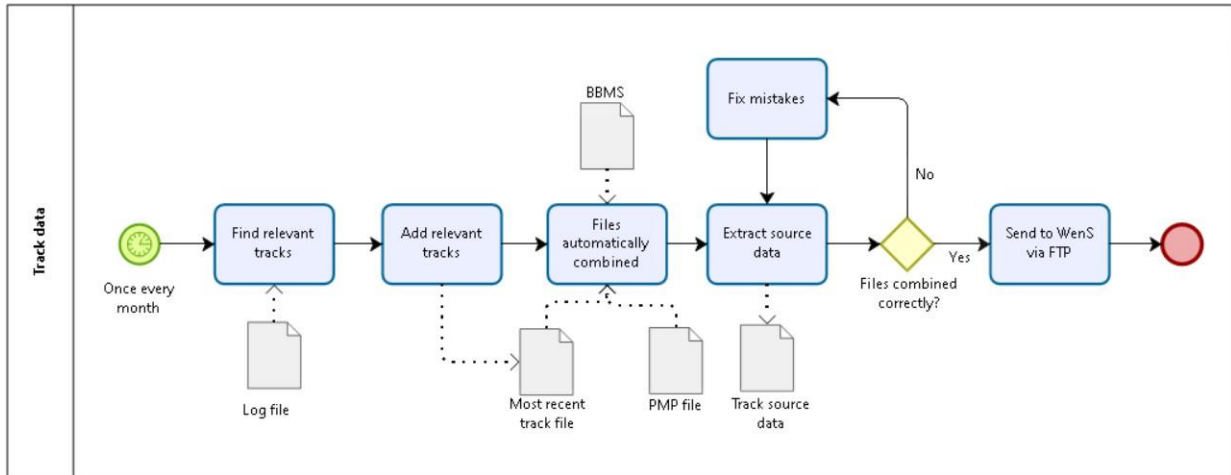 Track data
BBMS
Fix mistakes
No
Find relevant
tracks
Add relevant
tracks
Files
automatically
combined
Extract source
data
Send to WenS
via FTP
Yes
Once every
month
Files combined
correctly?
Log file
Most recent
track file
PMP file
Track source
data